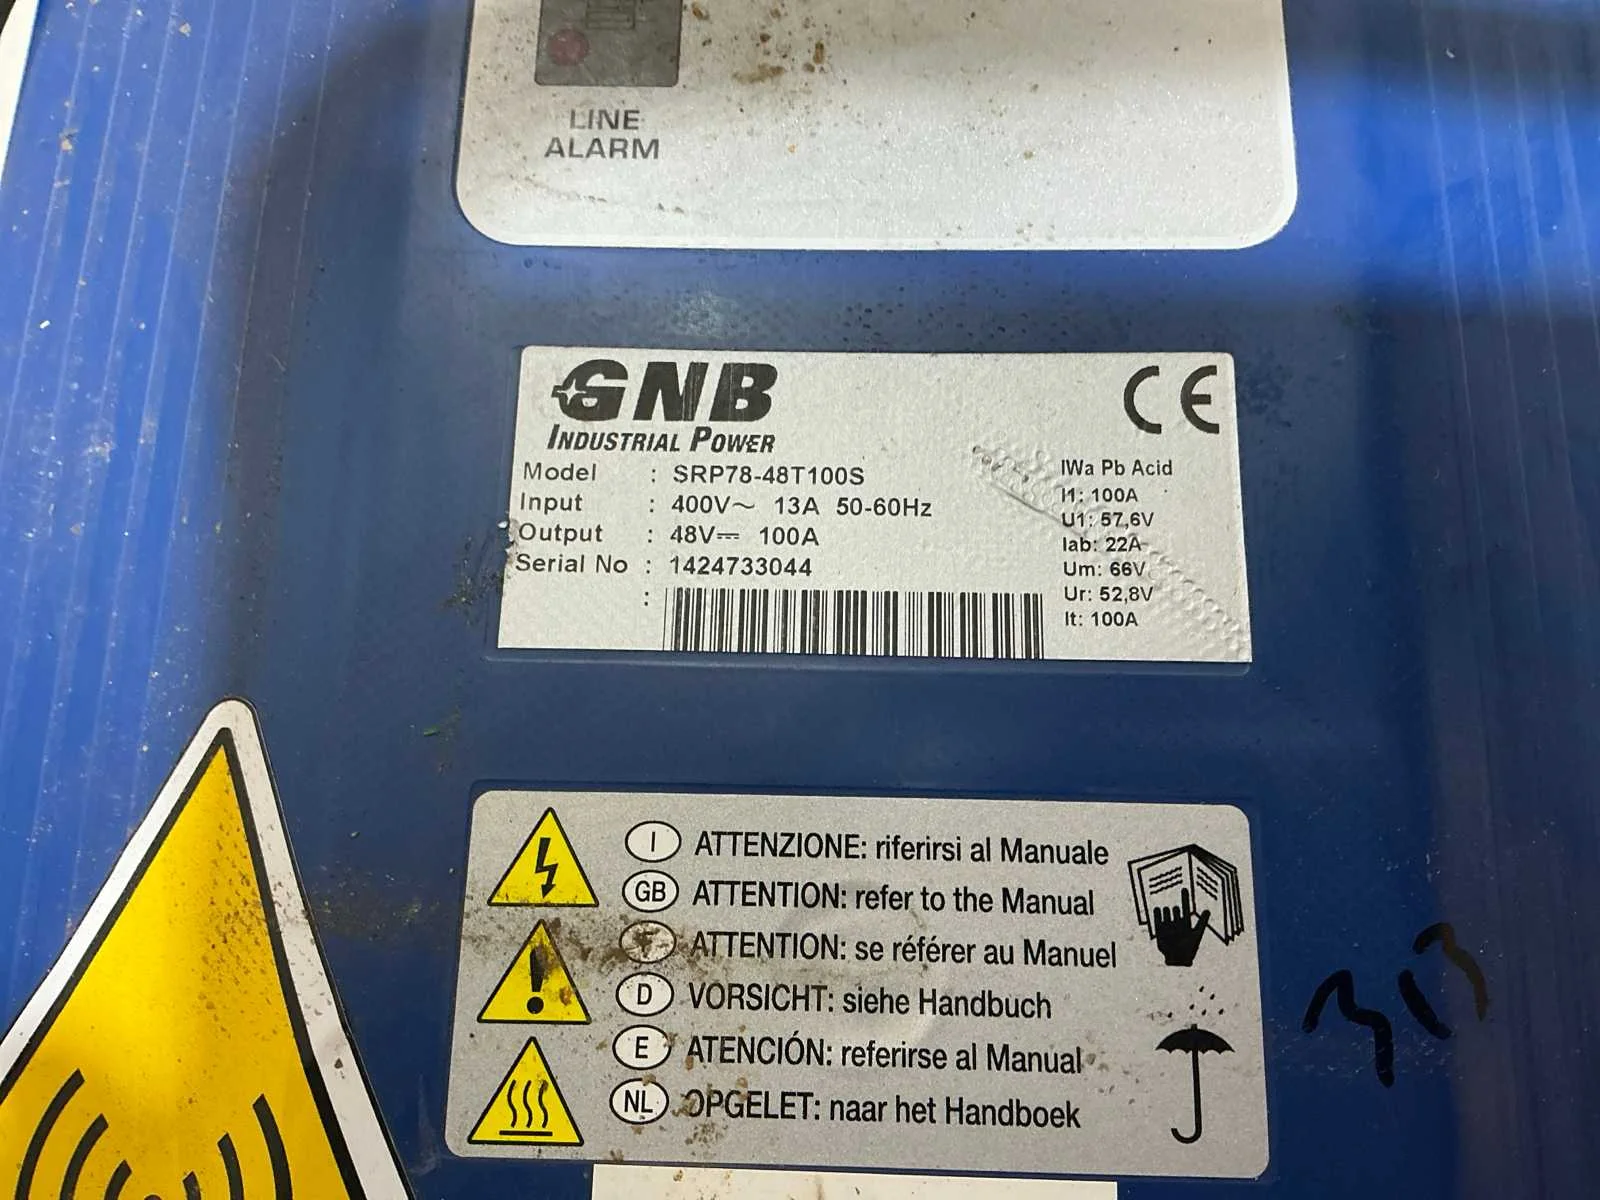 LINE
ALARM
GNB
INDUSTRIAL POWER
CE
Model : SRP78-48T100S
Input : 400V~ 13A 50-60Hz
Output : 48V⎓ 100A
Serial No : 1424733044
:
IWa Pb Acid
I1: 100A
U1: 57,6V
Iab: 22A
Um: 66V
Ur: 52,8V
It: 100A
I ATTENZIONE: riferirsi al Manuale
GB ATTENTION: refer to the Manual
F ATTENTION: se référer au Manuel
D VORSICHT: siehe Handbuch
E ATENCIÓN: referirse al Manual
NL OPGELET: naar het Handboek